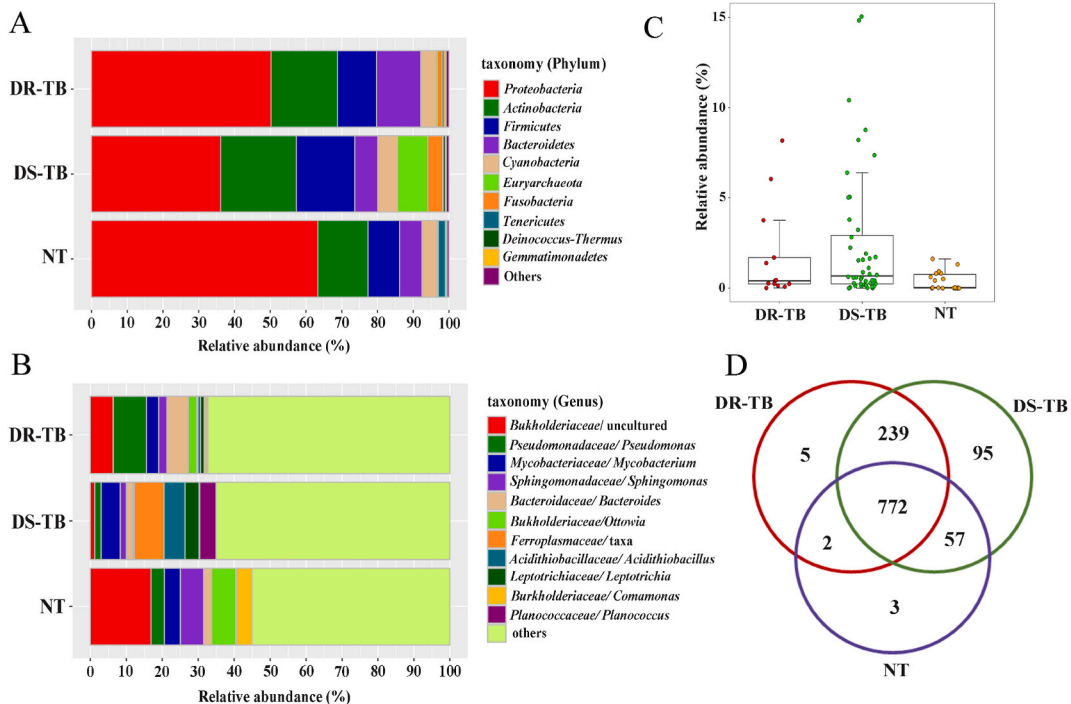 A
DR-TB
DS-TB
NT
0 10 20 30 40 50 60 70 80 90 100
Relative abundance (%)
taxonomy (Phylum)
Proteobacteria
Actinobacteria
Firmicutes
Bacteroidetes
Cyanobacteria
Euryarchaeota
Fusobacteria
Tenericutes
Deinococcus-Thermus
Gemmatimonadetes
Others
C
Relative abundance (%)
15
10
5
0
DR-TB DS-TB NT
B
DR-TB
DS-TB
NT
0 10 20 30 40 50 60 70 80 90 100
Relative abundance (%)
taxonomy (Genus)
Bukholderiaceae/ uncultured
Pseudomonadaceae/ Pseudomonas
Mycobacteriaceae/ Mycobacterium
Sphingomonadaceae/ Sphingomonas
Bacteroidaceae/ Bacteroides
Bukholderiaceae/Ottovia
Ferroplasmaceae/ taxa
Acidithiobacillaceae/ Acidithiobacillus
Leptotrichiaceae/ Leptotrichia
Burkholderiaceae/ Comamonas
Planococcaceae/ Planococcus
others
D
DR-TB
DS-TB
239
5
95
772
2
57
3
NT